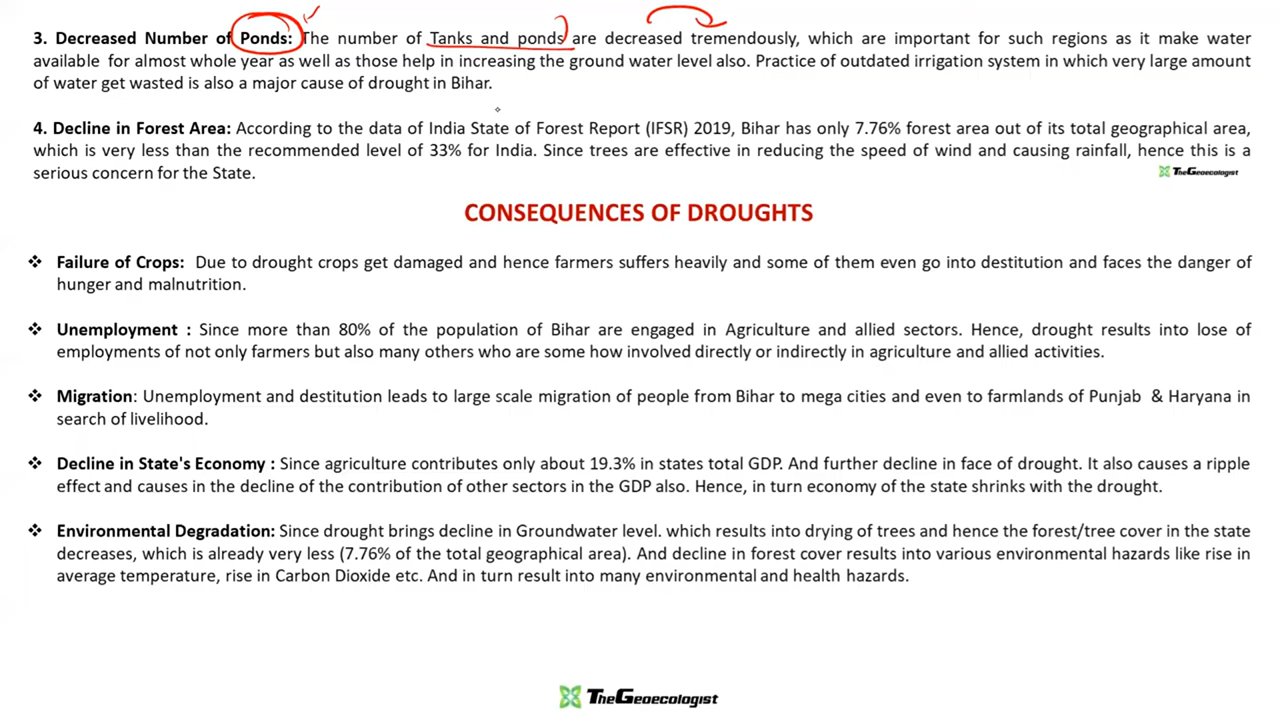 3. Decreased Number of Ponds: The number of Tanks and ponds are decreased tremendously, which are important for such regions as it make water
available for almost whole year as well as those help in increasing the ground water level also. Practice of outdated irrigation system in which very large amount
of water get wasted is also a major cause of drought in Bihar.
4. Decline in Forest Area: According to the data of India State of Forest Report (IFSR) 2019, Bihar has only 7.76% forest area out of its total geographical area,
which is very less than the recommended level of 33% for India. Since trees are effective in reducing the speed of wind and causing rainfall, hence this is a
serious concern for the State.
TheGeoecologist
CONSEQUENCES OF DROUGHTS
❖ Failure of Crops: Due to drought crops get damaged and hence farmers suffers heavily and some of them even go into destitution and faces the danger of
hunger and malnutrition.
❖ Unemployment : Since more than 80% of the population of Bihar are engaged in Agriculture and allied sectors. Hence, drought results into lose of
employments of not only farmers but also many others who are some how involved directly or indirectly in agriculture and allied activities.
❖ Migration: Unemployment and destitution leads to large scale migration of people from Bihar to mega cities and even to farmlands of Punjab & Haryana in
search of livelihood.
❖ Decline in State's Economy : Since agriculture contributes only about 19.3% in states total GDP. And further decline in face of drought. It also causes a ripple
effect and causes in the decline of the contribution of other sectors in the GDP also. Hence, in turn economy of the state shrinks with the drought.
❖ Environmental Degradation: Since drought brings decline in Groundwater level. which results into drying of trees and hence the forest/tree cover in the state
decreases, which is already very less (7.76% of the total geographical area). And decline in forest cover results into various environmental hazards like rise in
average temperature, rise in Carbon Dioxide etc. And in turn result into many environmental and health hazards.
TheGeoecologist